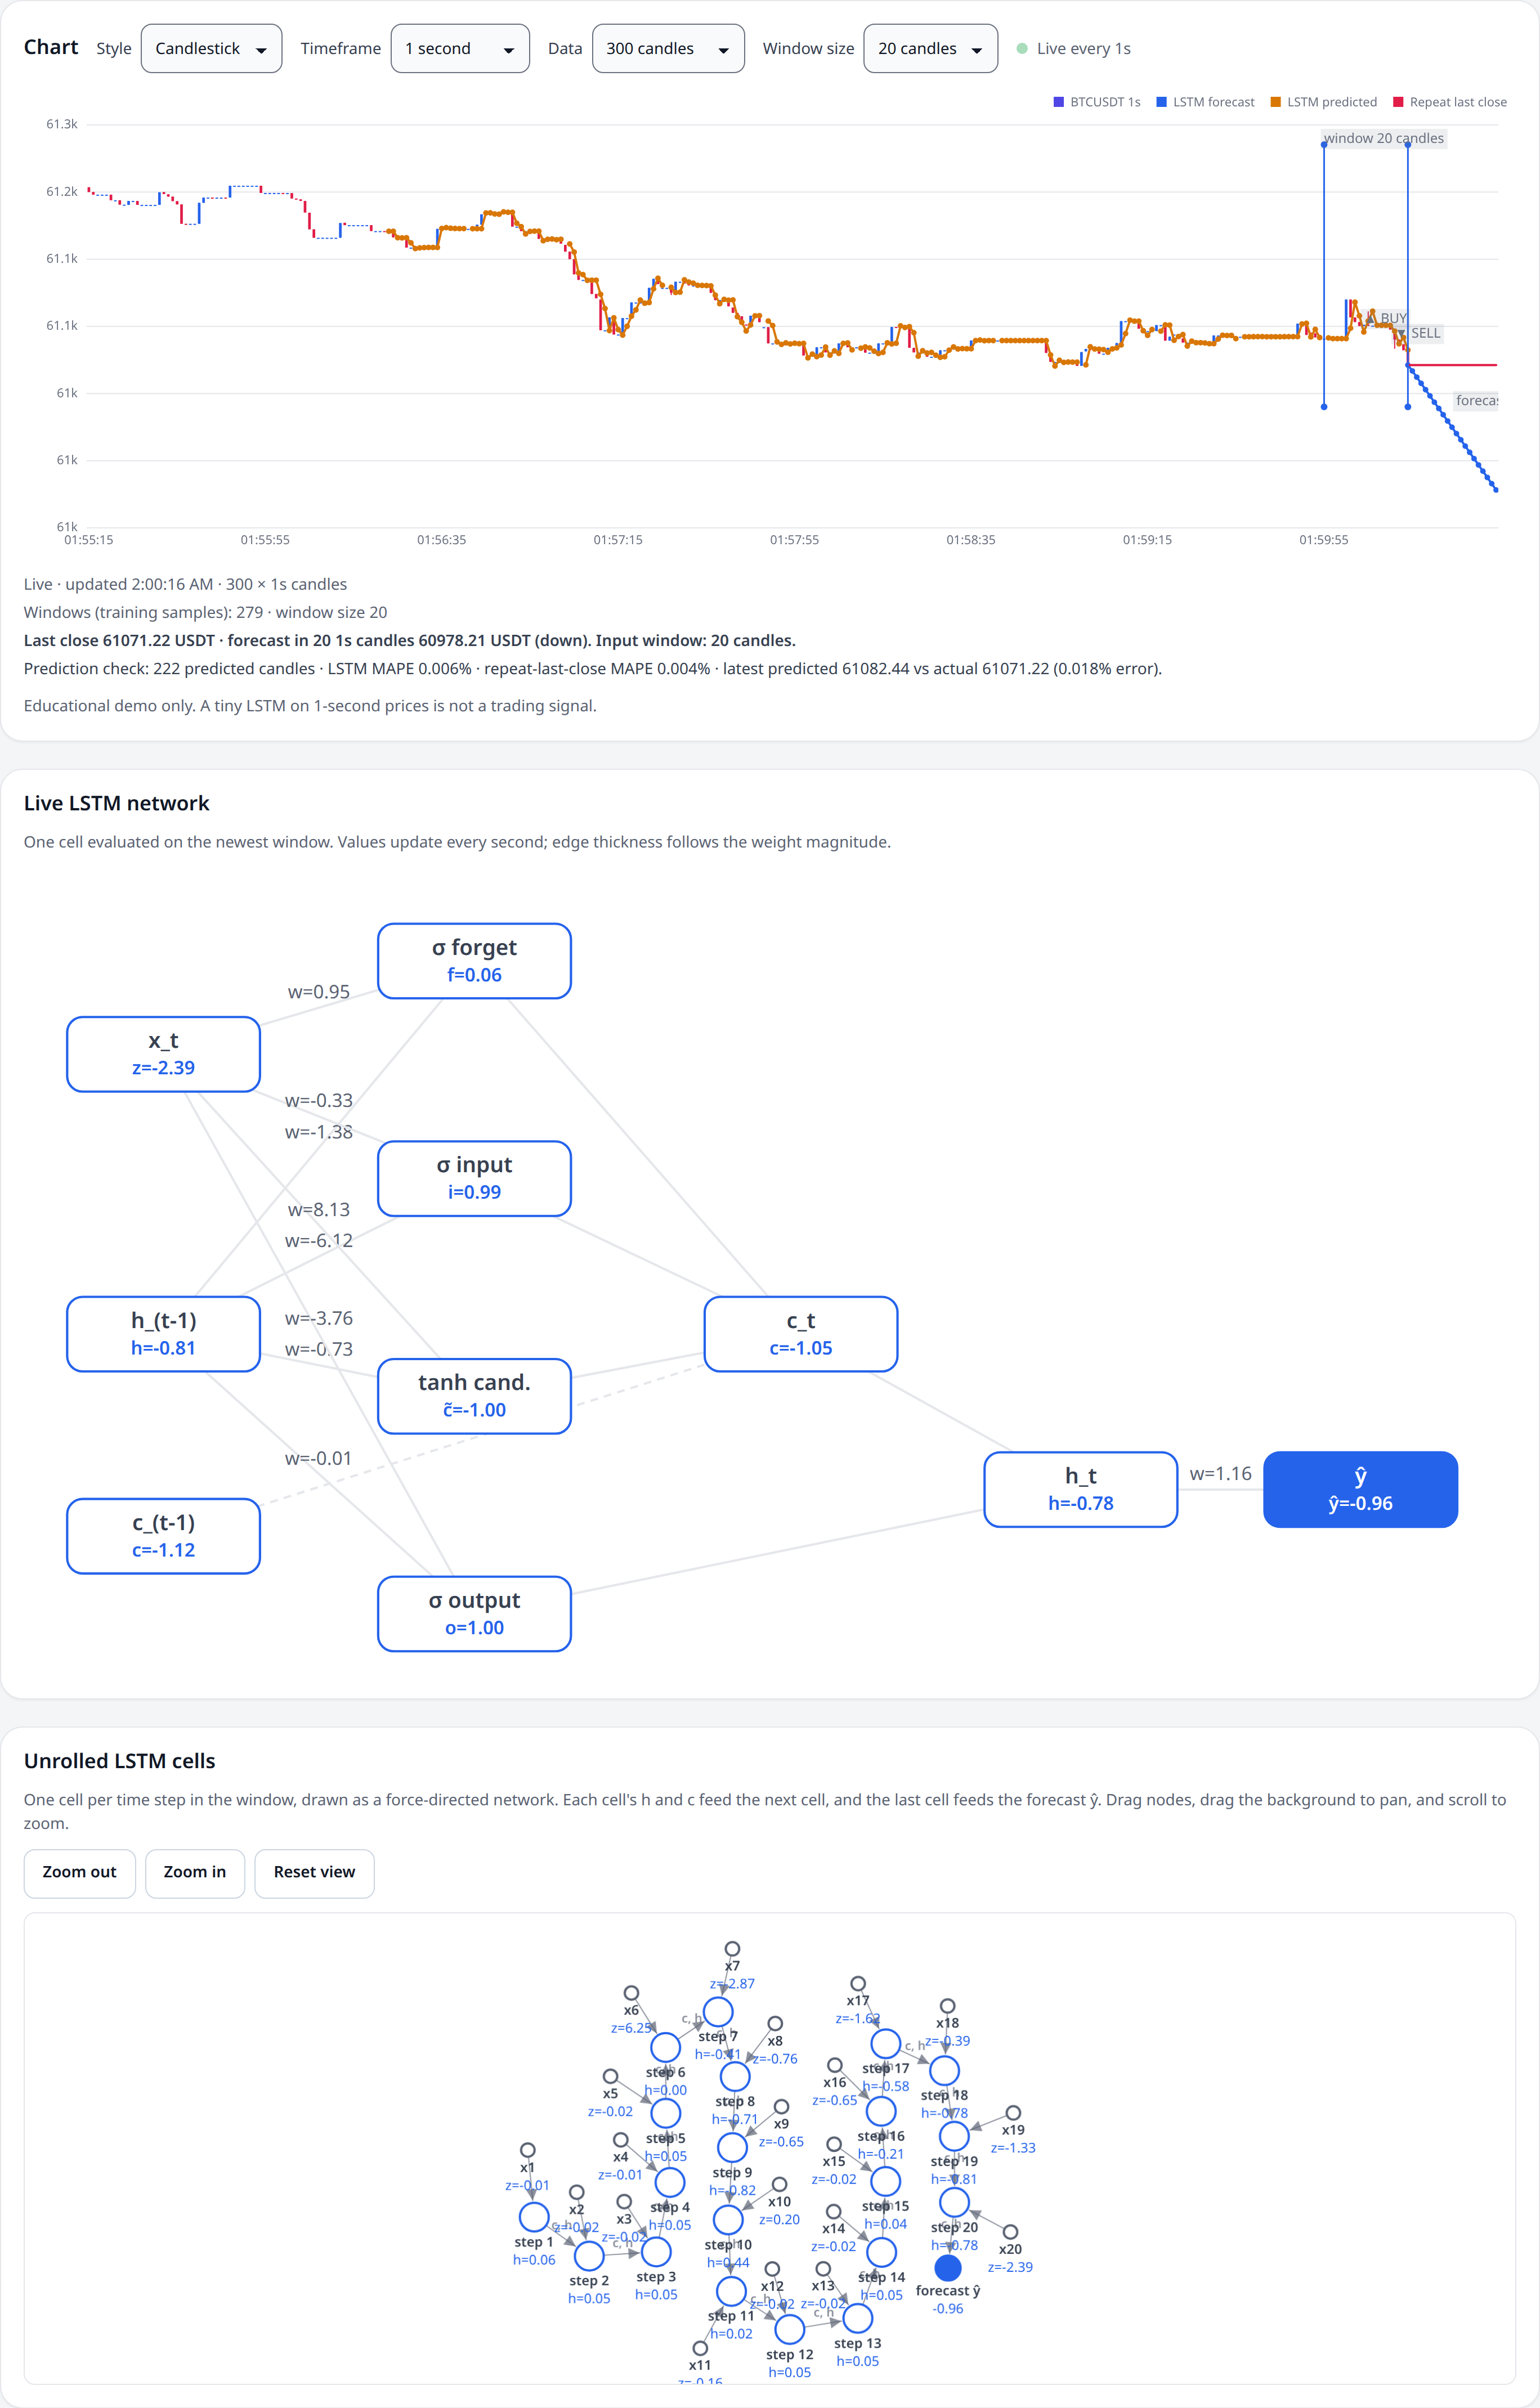 Chart Style Candlestick Timeframe 1 second Data 300 candles Window size 20 candles Live every 1s
BTCUSDT 1s LSTM forecast LSTM predicted Repeat last close
61.3k
window 20 candles
61.2k
61.1k
BUY
61.1k
SELL
61k
forecas
61k
61k
01:55:15 01:55:55 01:56:35 01:57:15 01:57:55 01:58:35 01:59:15 01:59:55
Live · updated 2:00:16 AM · 300 × 1s candles
Windows (training samples): 279 · window size 20
Last close 61071.22 USDT · forecast in 20 1s candles 60978.21 USDT (down). Input window: 20 candles.
Prediction check: 222 predicted candles · LSTM MAPE 0.006% · repeat-last-close MAPE 0.004% · latest predicted 61082.44 vs actual 61071.22 (0.018% error).
Educational demo only. A tiny LSTM on 1-second prices is not a trading signal.
Live LSTM network
One cell evaluated on the newest window. Values update every second; edge thickness follows the weight magnitude.
σ forget
f=0.06
w=0.95
x_t
z=-2.39
w=-0.33
w=-1.38
σ input
i=0.99
w=8.13
w=-6.12
h_(t-1)
h=-0.81
w=-3.76
w=-0.73
c_t
c=-1.05
tanh cand.
c̃=-1.00
w=-0.01
c_(t-1)
c=-1.12
h_t
h=-0.78
w=1.16
ŷ
ŷ=-0.96
σ output
o=1.00
Unrolled LSTM cells
One cell per time step in the window, drawn as a force-directed network. Each cell's h and c feed the next cell, and the last cell feeds the forecast ŷ. Drag nodes, drag the background to pan, and scroll to
zoom.
Zoom out Zoom in Reset view
x1
z=-0.01
step 1
h=0.06
x2
z=-0.02
step 2
h=0.05
x3
z=-0.02
c, h
step 3
h=0.05
x4
z=-0.01
step 4
h=0.05
x5
z=-0.02
step 5
h=0.05
x6
z=6.25
step 6
h=0.00
c, h
x7
z=-2.87
step 7
h=-0.41
x8
z=-0.76
step 8
h=-0.71
x9
z=-0.65
step 9
h=-0.82
x10
z=0.20
step 10
h=-0.44
x11
z=-0.16
step 11
h=0.02
x12
z=-0.02
step 12
h=0.05
x13
z=-0.02
c, h
step 13
h=0.05
x14
z=-0.02
step 14
h=0.05
x15
z=-0.02
step 15
h=0.04
x16
z=-0.65
step 16
h=-0.21
x17
z=-1.62
step 17
h=-0.58
c, h
x18
z=-0.39
step 18
h=-0.78
x19
z=-1.33
step 19
h=-0.81
x20
z=-2.39
step 20
h=-0.78
forecast ŷ
-0.96